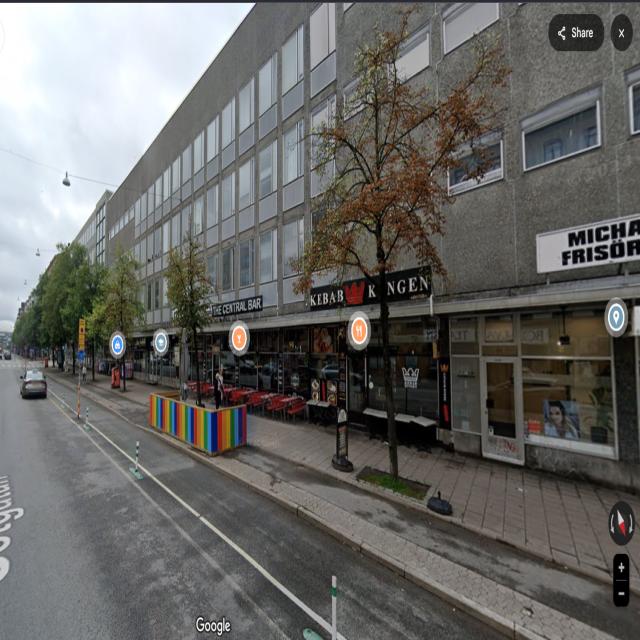 Share
MICHA
FRISÖR
KEBAB KUNGEN
THE CENTRAL BAR
Google